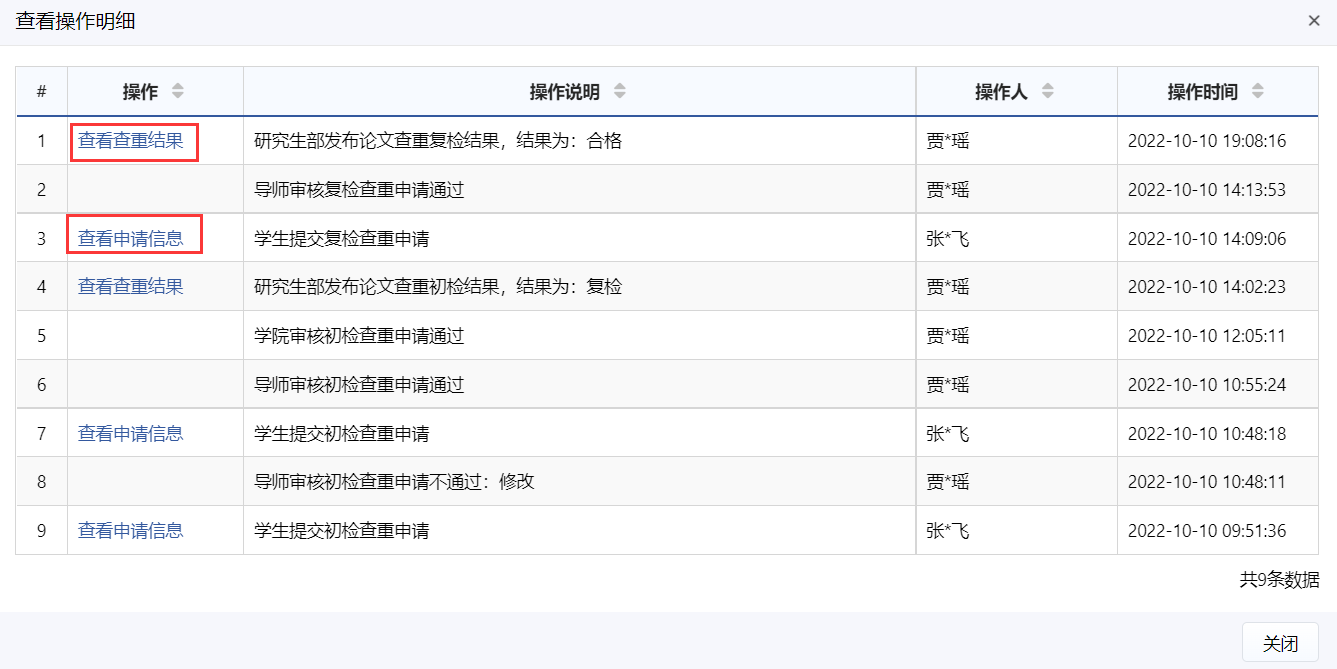 查看操作明细 ×
# 操作 操作说明 操作人 操作时间
1 查看查重结果 研究生部发布论文查重复检结果，结果为：合格 贾*瑶 2022-10-10 19:08:16
2 导师审核复检查重申请通过 贾*瑶 2022-10-10 14:13:53
3 查看申请信息 学生提交复检查重申请 张*飞 2022-10-10 14:09:06
4 查看查重结果 研究生部发布论文查重初检结果，结果为：复检 贾*瑶 2022-10-10 14:02:23
5 学院审核初检查重申请通过 贾*瑶 2022-10-10 12:05:11
6 导师审核初检查重申请通过 贾*瑶 2022-10-10 10:55:24
7 查看申请信息 学生提交初检查重申请 张*飞 2022-10-10 10:48:18
8 导师审核初检查重申请不通过：修改 贾*瑶 2022-10-10 10:48:11
9 查看申请信息 学生提交初检查重申请 张*飞 2022-10-10 09:51:36
共9条数据
关闭